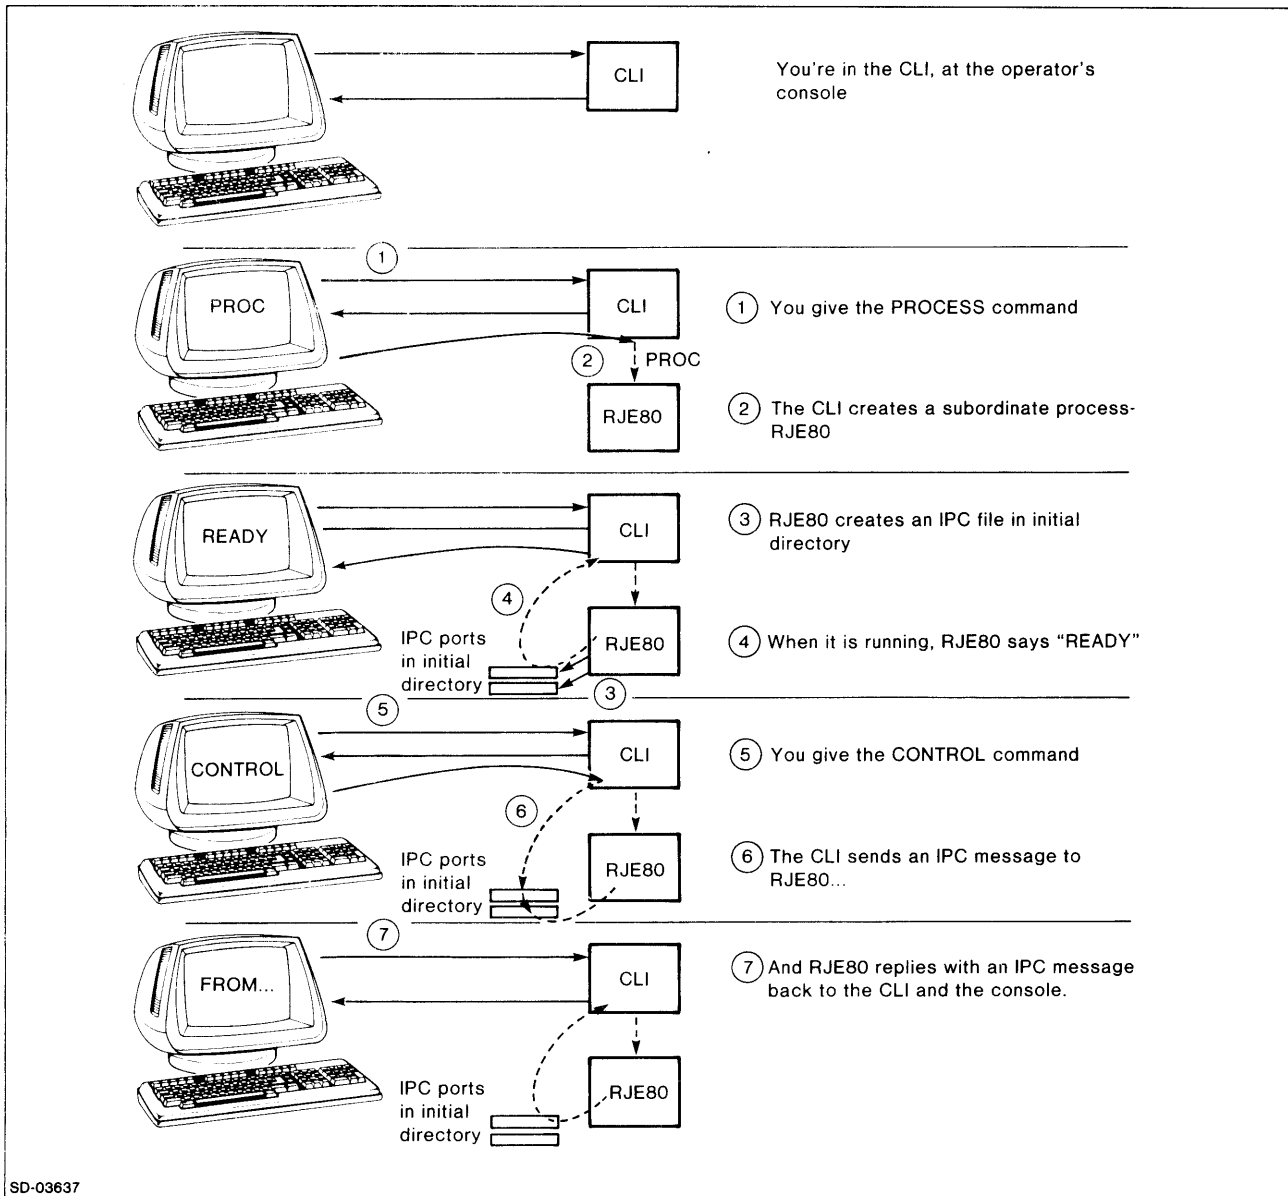 CLI
You're in the CLI, at the operator's
console
1
PROC
CLI
2
PROC
RJE80
1 You give the PROCESS command
2 The CLI creates a subordinate process-
RJE80
READY
CLI
4
IPC ports
in initial
directory
RJE80
3
3 RJE80 creates an IPC file in initial
directory
4 When it is running, RJE80 says “READY”
5
CONTROL
CLI
6
IPC ports
in initial
directory
RJE80
5 You give the CONTROL command
6 The CLI sends an IPC message to
RJE80...
7
FROM...
CLI
IPC ports
in initial
directory
RJE80
7 And RJE80 replies with an IPC message
back to the CLI and the console.
SD-03637